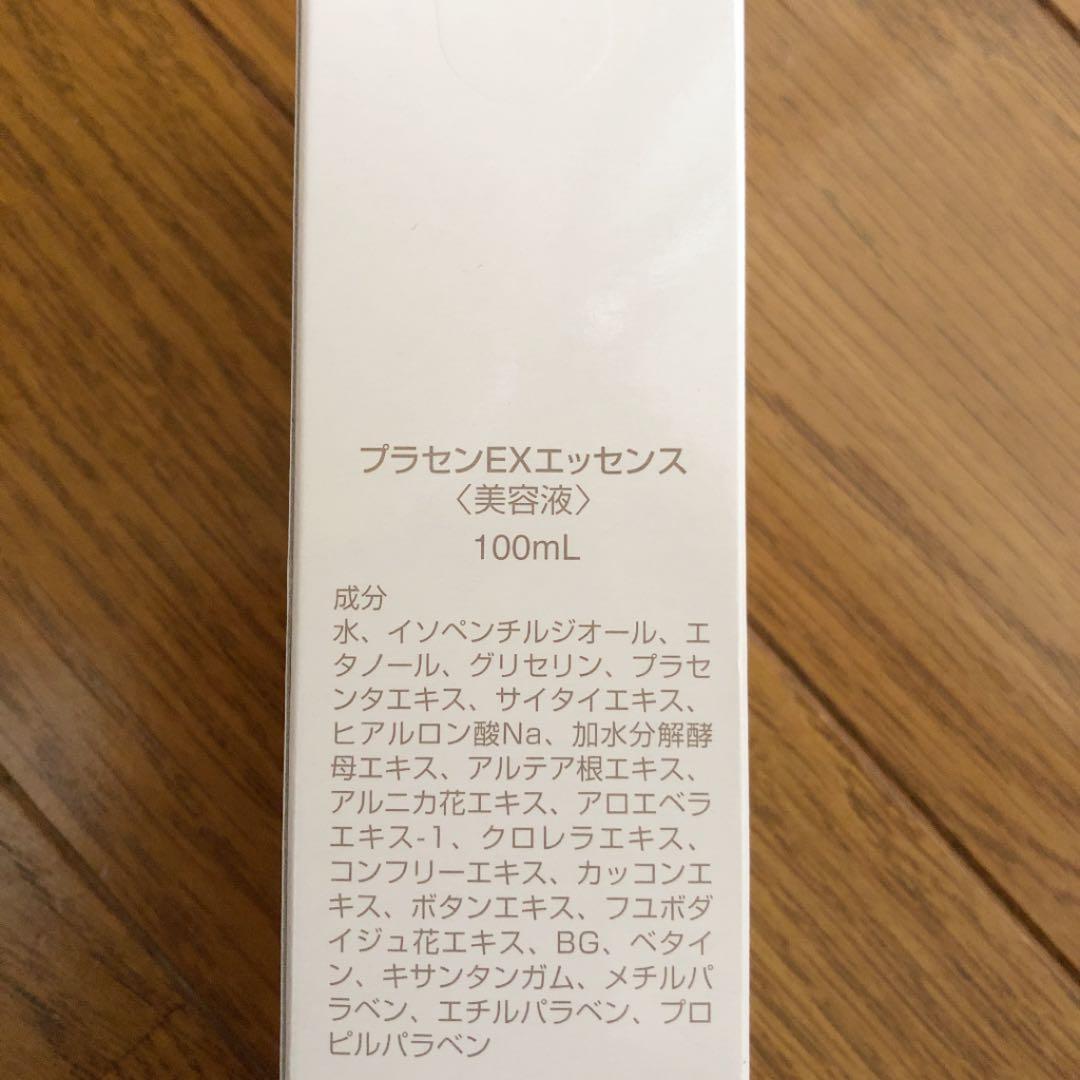 プラセンEXエッセンス
〈美容液〉
100mL
成分
水、イソペンチルジオール、エ
タノール、グリセリン、プラセ
ンタエキス、サイタイエキス、
ヒアルロン酸Na、加水分解酵
母エキス、アルテア根エキス、
アルニカ花エキス、アロエベラ
エキス-1、クロレラエキス、
コンフリーエキス、カッコンエ
キス、ボタンエキス、フユボダ
イジュ花エキス、BG、ベタイ
ン、キサンタンガム、メチルパ
ラベン、エチルパラベン、プロ
ピルパラベン